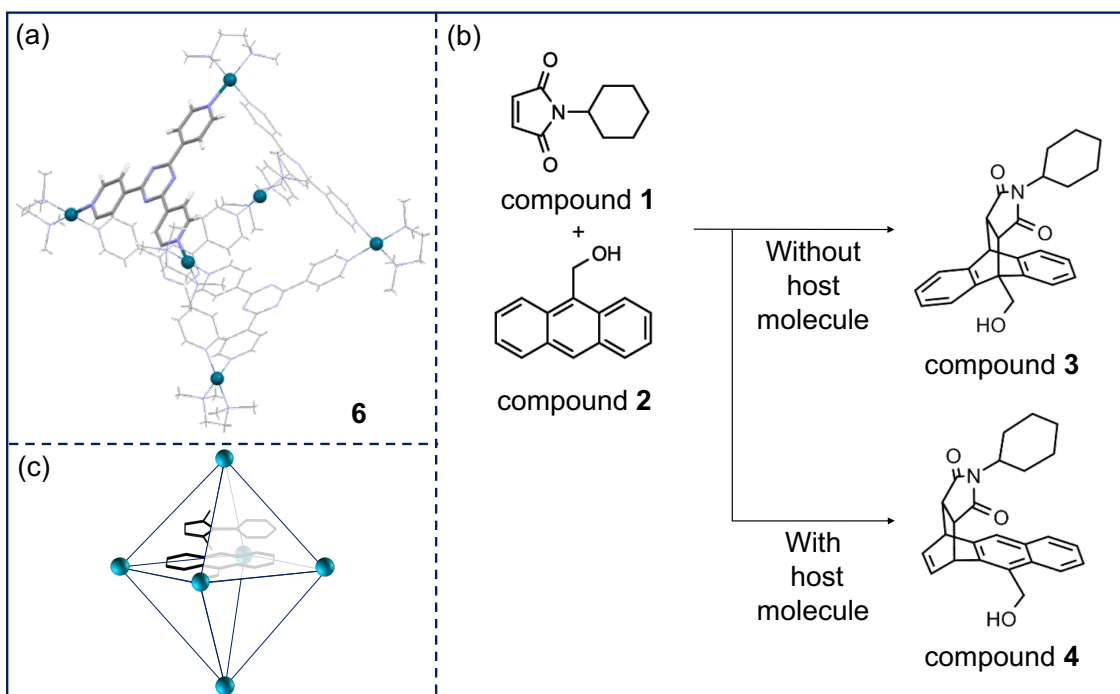 (a)
6
(b)
O
N
O
compound 1
+
OH
compound 2
Without
host
molecule
O
N
O
HO
compound 3
With
host
molecule
O
N
O
HO
compound 4
(c)